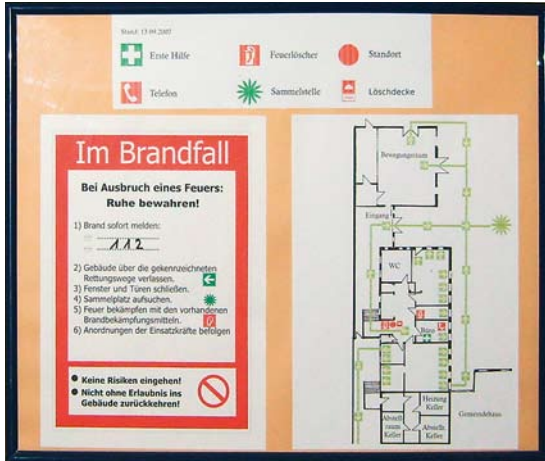 Stand: 13.09.2007
Erste Hilfe
Feuerlöscher
Standort
Telefon
Sammelstelle
Löschdecke
Im Brandfall
Bei Ausbruch eines Feuers:
Ruhe bewahren!
1) Brand sofort melden:
112
2) Gebäude über die gekennzeichneten
Rettungswege verlassen.
3) Fenster und Türen schließen.
4) Sammelplatz aufsuchen.
5) Feuer bekämpfen mit den vorhandenen
Brandbekämpfungsmitteln.
6) Anordnungen der Einsatzkräfte befolgen
● Keine Risiken eingehen!
● Nicht ohne Erlaubnis ins
Gebäude zurückkehren!
Bewegungsraum
Eingang
WC
Büro
Heizung
Keller
Abstell
raum
Keller
Abstellr.
Keller
Gemeindehaus